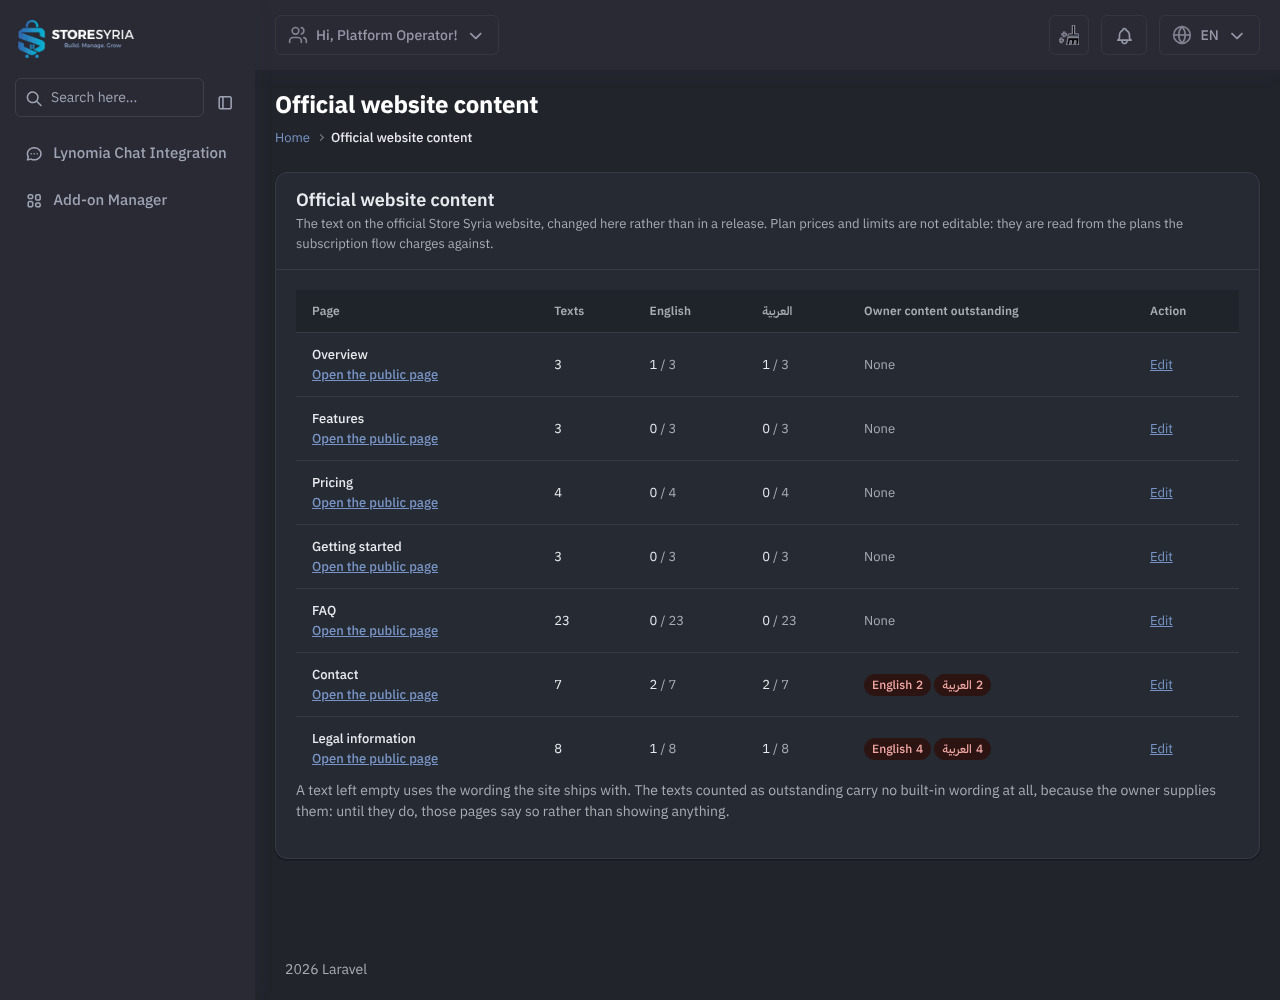 STORESYRIA
Build. Manage. Grow
Hi, Platform Operator!
EN
Search here...
Lynomia Chat Integration
Add-on Manager
Official website content
Home > Official website content
Official website content
The text on the official Store Syria website, changed here rather than in a release. Plan prices and limits are not editable: they are read from the plans the
subscription flow charges against.
Page Texts English العربية Owner content outstanding Action
Overview
Open the public page
3 1 / 3 1 / 3 None Edit
Features
Open the public page
3 0 / 3 0 / 3 None Edit
Pricing
Open the public page
4 0 / 4 0 / 4 None Edit
Getting started
Open the public page
3 0 / 3 0 / 3 None Edit
FAQ
Open the public page
23 0 / 23 0 / 23 None Edit
Contact
Open the public page
7 2 / 7 2 / 7 English 2 العربية 2 Edit
Legal information
Open the public page
8 1 / 8 1 / 8 English 4 العربية 4 Edit
A text left empty uses the wording the site ships with. The texts counted as outstanding carry no built-in wording at all, because the owner supplies
them: until they do, those pages say so rather than showing anything.
2026 Laravel